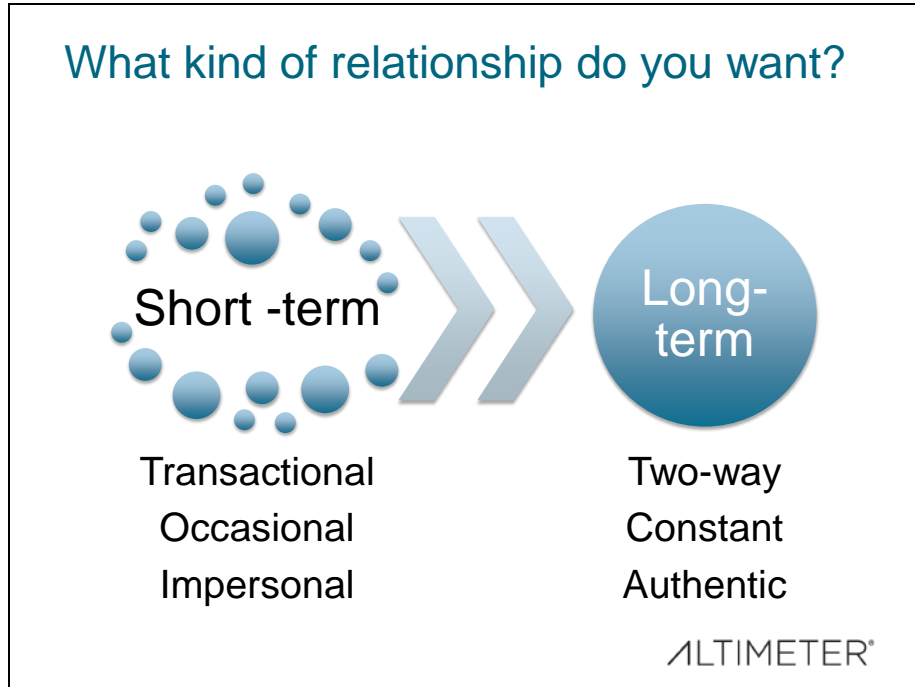 What kind of relationship do you want?
Short -term
Long-
term
Transactional
Occasional
Impersonal
Two-way
Constant
Authentic
ALTIMETER®